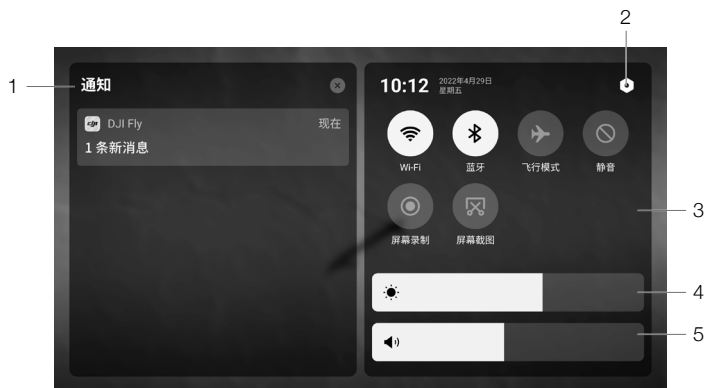 2
1
通知
10:12
2022年4月29日
星期五
dji
DJI Fly
现在
1 条新消息
Wi-Fi
蓝牙
飞行模式
静音
屏幕录制
屏幕截图
3
4
5